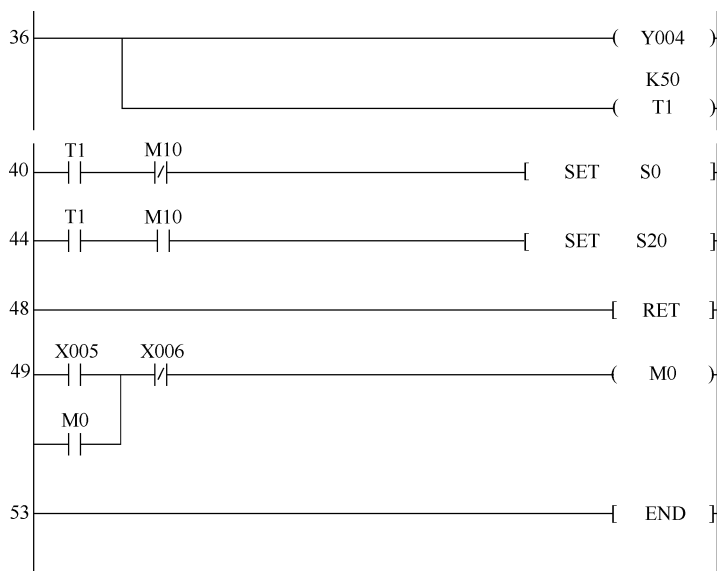 36 Y004
K50
T1
T1 M10
40 SET S0
T1 M10
44 SET S20
48 RET
X005 X006
49 M0
M0
53 END